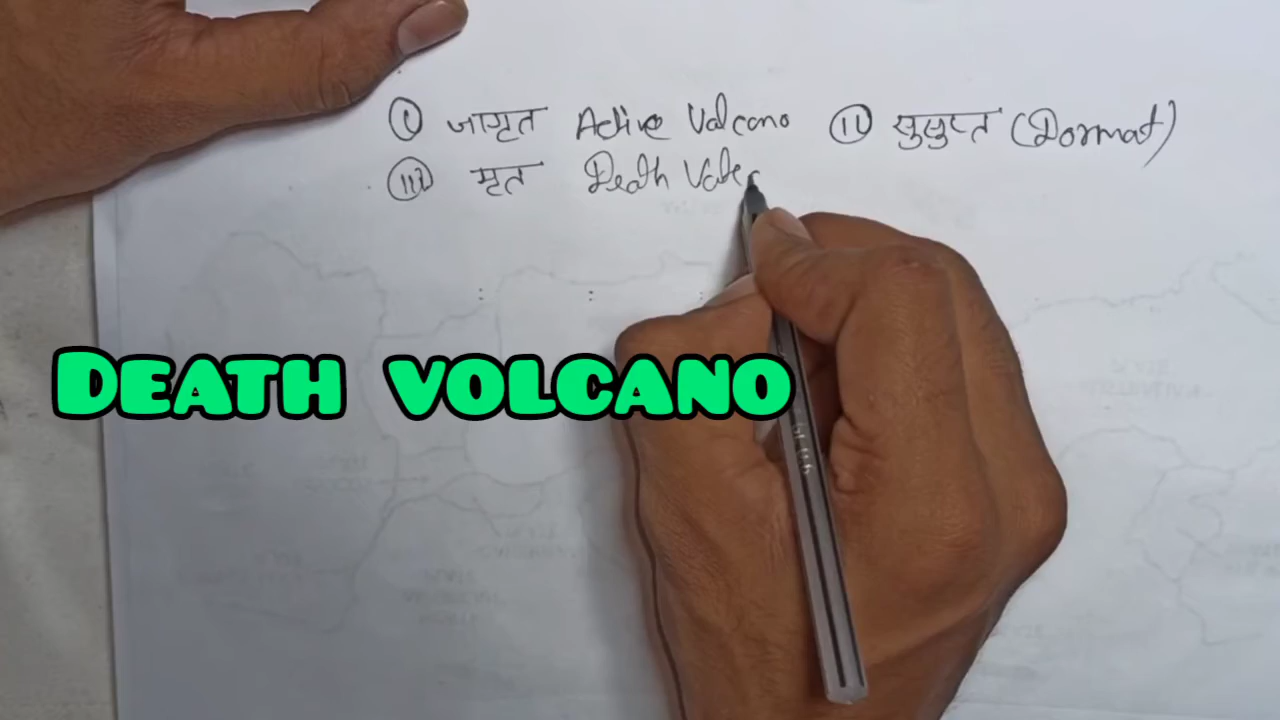 (I) जागृत Active Volcano (II) सुसुप्त (Dormat)
(III) मृत Death Volc
DEATH VOLCANO